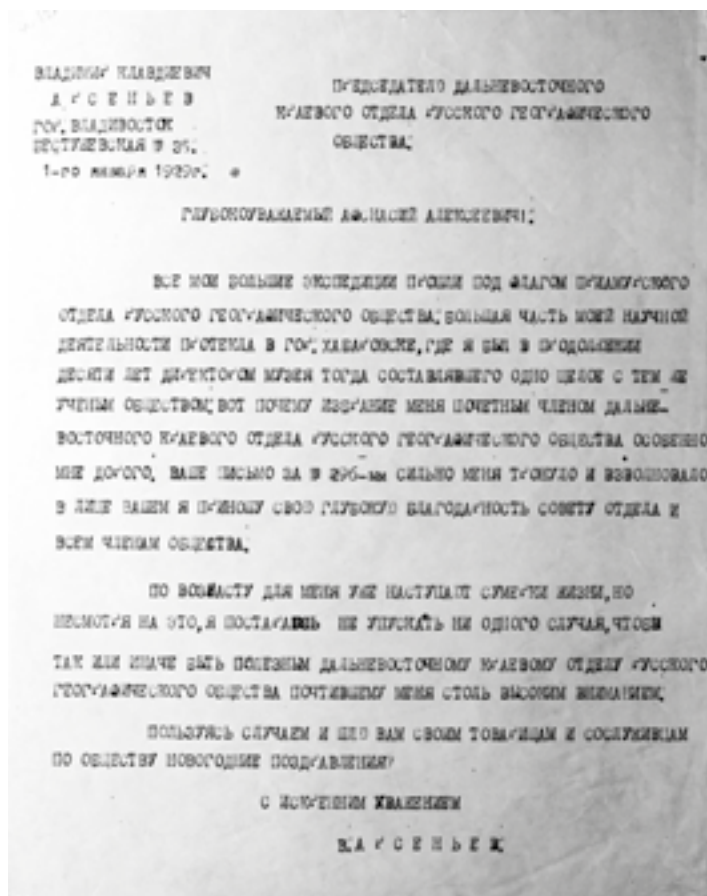 ВЛАДИМИР КЛАВДИЕВИЧ
А Р С Е Н Ь Е В
ГОР. ВЛАДИВОСТОК
1-го января 1929г.
ПРЕДСЕДАТЕЛЮ ДАЛЬНЕВОСТОЧНОГО
КРАЕВОГО ОТДЕЛА РУССКОГО ГЕОГРАФИЧЕСКОГО
ОБЩЕСТВА.
ГЛУБОКОУВАЖАЕМЫЙ АФАНАСИЙ АЛЕКСЕЕВИЧ!
ВСЕ МОИ БОЛЬШИЕ ЭКСПЕДИЦИИ ПРОШЛИ ПОД ФЛАГОМ ПРИАМУРСКОГО
ОТДЕЛА РУССКОГО ГЕОГРАФИЧЕСКОГО ОБЩЕСТВА. БОЛЬШАЯ ЧАСТЬ МОЕЙ НАУЧНОЙ
ДЕЯТЕЛЬНОСТИ ПРОТЕКЛА В ГОР. ХАБАРОВСКЕ, ГДЕ Я БЫЛ В ПРОДОЛЖЕНИИ
ДЕСЯТИ ЛЕТ ДИРЕКТОРОМ МУЗЕЯ ТОГДА СОСТАВЛЯВШЕГО ОДНО ЦЕЛОЕ С ТЕМ ЖЕ
УЧЕНЫМ ОБЩЕСТВОМ. ВОТ ПОЧЕМУ ИЗБРАНИЕ МЕНЯ ПОЧЕТНЫМ ЧЛЕНОМ ДАЛЬНЕ-
ВОСТОЧНОГО КРАЕВОГО ОТДЕЛА РУССКОГО ГЕОГРАФИЧЕСКОГО ОБЩЕСТВА ОСОБЕННО
МНЕ ДОРОГО. ВАШЕ ПИСЬМО ЗА СИЛЬНО МЕНЯ ТРОНУЛО И ВЗВОЛНОВАЛО
В ЛИЦЕ ВАШЕМ Я ПРИНОШУ СВОЮ ГЛУБОКУЮ БЛАГОДАРНОСТЬ СОВЕТУ ОТДЕЛА И
ВСЕМ ЧЛЕНАМ ОБЩЕСТВА.
ПО ВОЗРАСТУ ДЛЯ МЕНЯ УЖЕ НАСТУПАЮТ СУМЕРКИ ЖИЗНИ, НО
НЕСМОТРЯ НА ЭТО, Я ПОСТАРАЮСЬ НЕ УПУСКАТЬ НИ ОДНОГО СЛУЧАЯ, ЧТОБЫ
ТАК ИЛИ ИНАЧЕ БЫТЬ ПОЛЕЗНЫМ ДАЛЬНЕВОСТОЧНОМУ КРАЕВОМУ ОТДЕЛУ РУССКОГО
ГЕОГРАФИЧЕСКОГО ОБЩЕСТВА ПОЧТИВШЕМУ МЕНЯ СТОЛЬ ВЫСОКИМ ВНИМАНИЕМ.
ПОЛЬЗУЯСЬ СЛУЧАЕМ И ШЛЮ ВАМ СВОИМ ТОВАРИЩАМ И СОСЛУЖИВЦАМ
ПО ОБЩЕСТВУ НОВОГОДНИЕ ПОЗДРАВЛЕНИЯ
С ИСКРЕННИМ УВАЖЕНИЕМ
В. А Р С Е Н Ь Е В